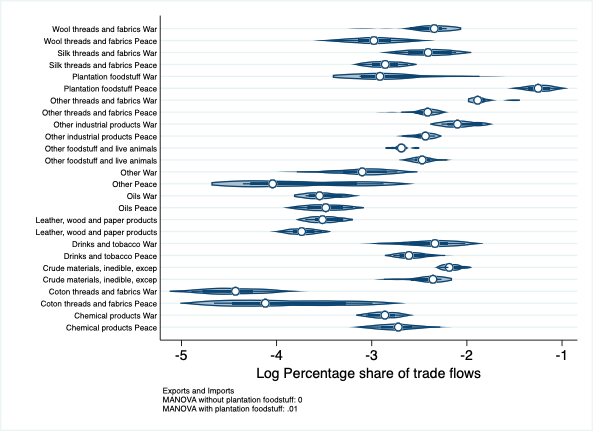 Wool threads and fabrics War
Wool threads and fabrics Peace
Silk threads and fabrics War
Silk threads and fabrics Peace
Plantation foodstuff War
Plantation foodstuff Peace
Other threads and fabrics War
Other threads and fabrics Peace
Other industrial products War
Other industrial products Peace
Other foodstuff and live animals
Other foodstuff and live animals
Other War
Other Peace
Oils War
Oils Peace
Leather, wood and paper products
Leather, wood and paper products
Drinks and tobacco War
Drinks and tobacco Peace
Crude materials, inedible, excep
Crude materials, inedible, excep
Coton threads and fabrics War
Coton threads and fabrics Peace
Chemical products War
Chemical products Peace
-5 -4 -3 -2 -1
Log Percentage share of trade flows
Exports and Imports
MANOVA without plantation foodstuff: 0
MANOVA with plantation foodstuff: .01